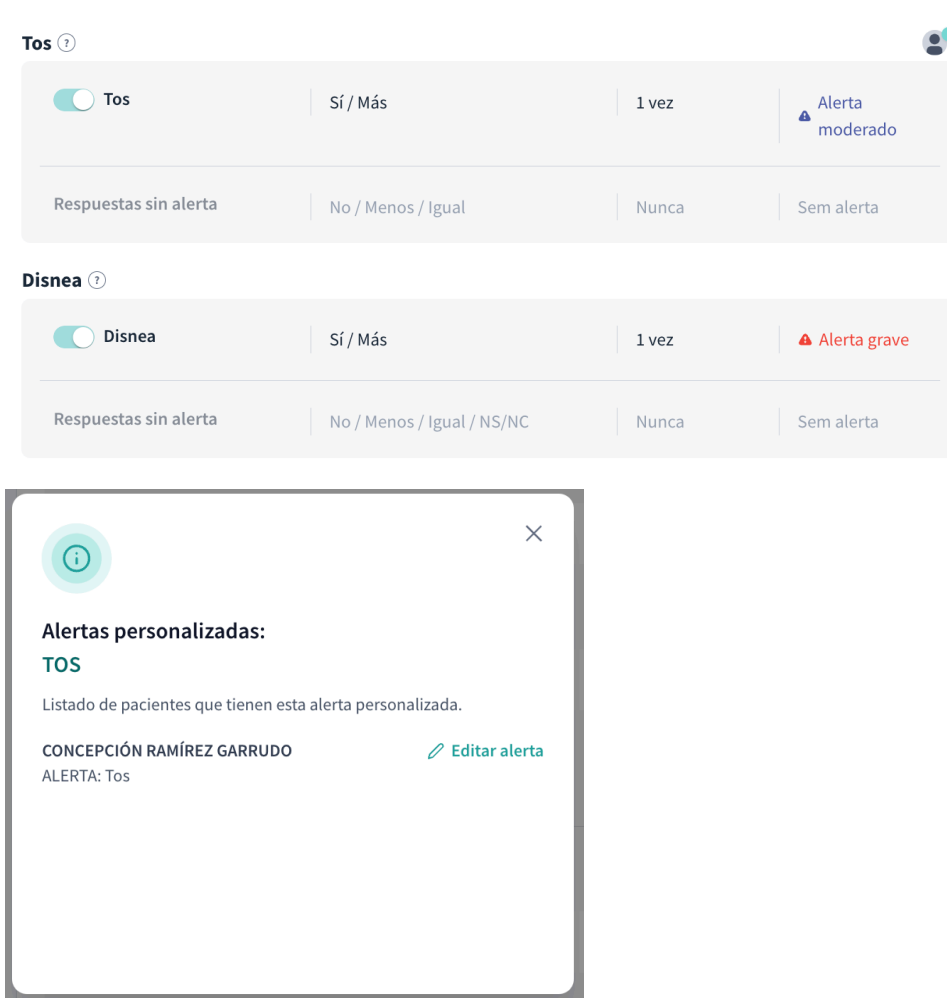 Tos ?
Tos
Sí / Más
1 vez
Alerta
moderado
Respuestas sin alerta
No / Menos / Igual
Nunca
Sem alerta
Disnea ?
Disnea
Sí / Más
1 vez
Alerta grave
Respuestas sin alerta
No / Menos / Igual / NS/NC
Nunca
Sem alerta
Alertas personalizadas:
TOS
Listado de pacientes que tienen esta alerta personalizada.
CONCEPCIÓN RAMÍREZ GARRUDO
Editar alerta
ALERTA: Tos